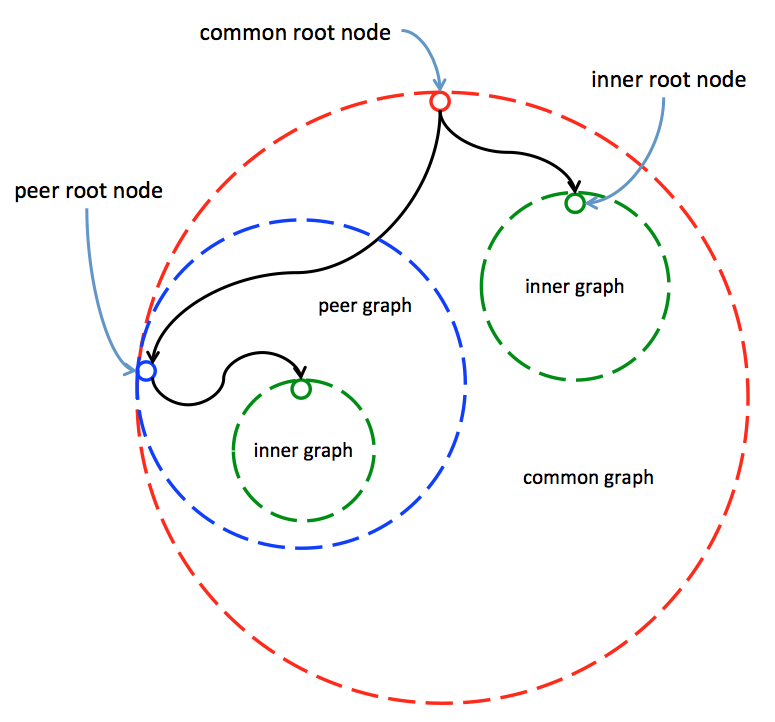 common root node
inner root node
peer root node
inner graph
peer graph
inner graph
common graph